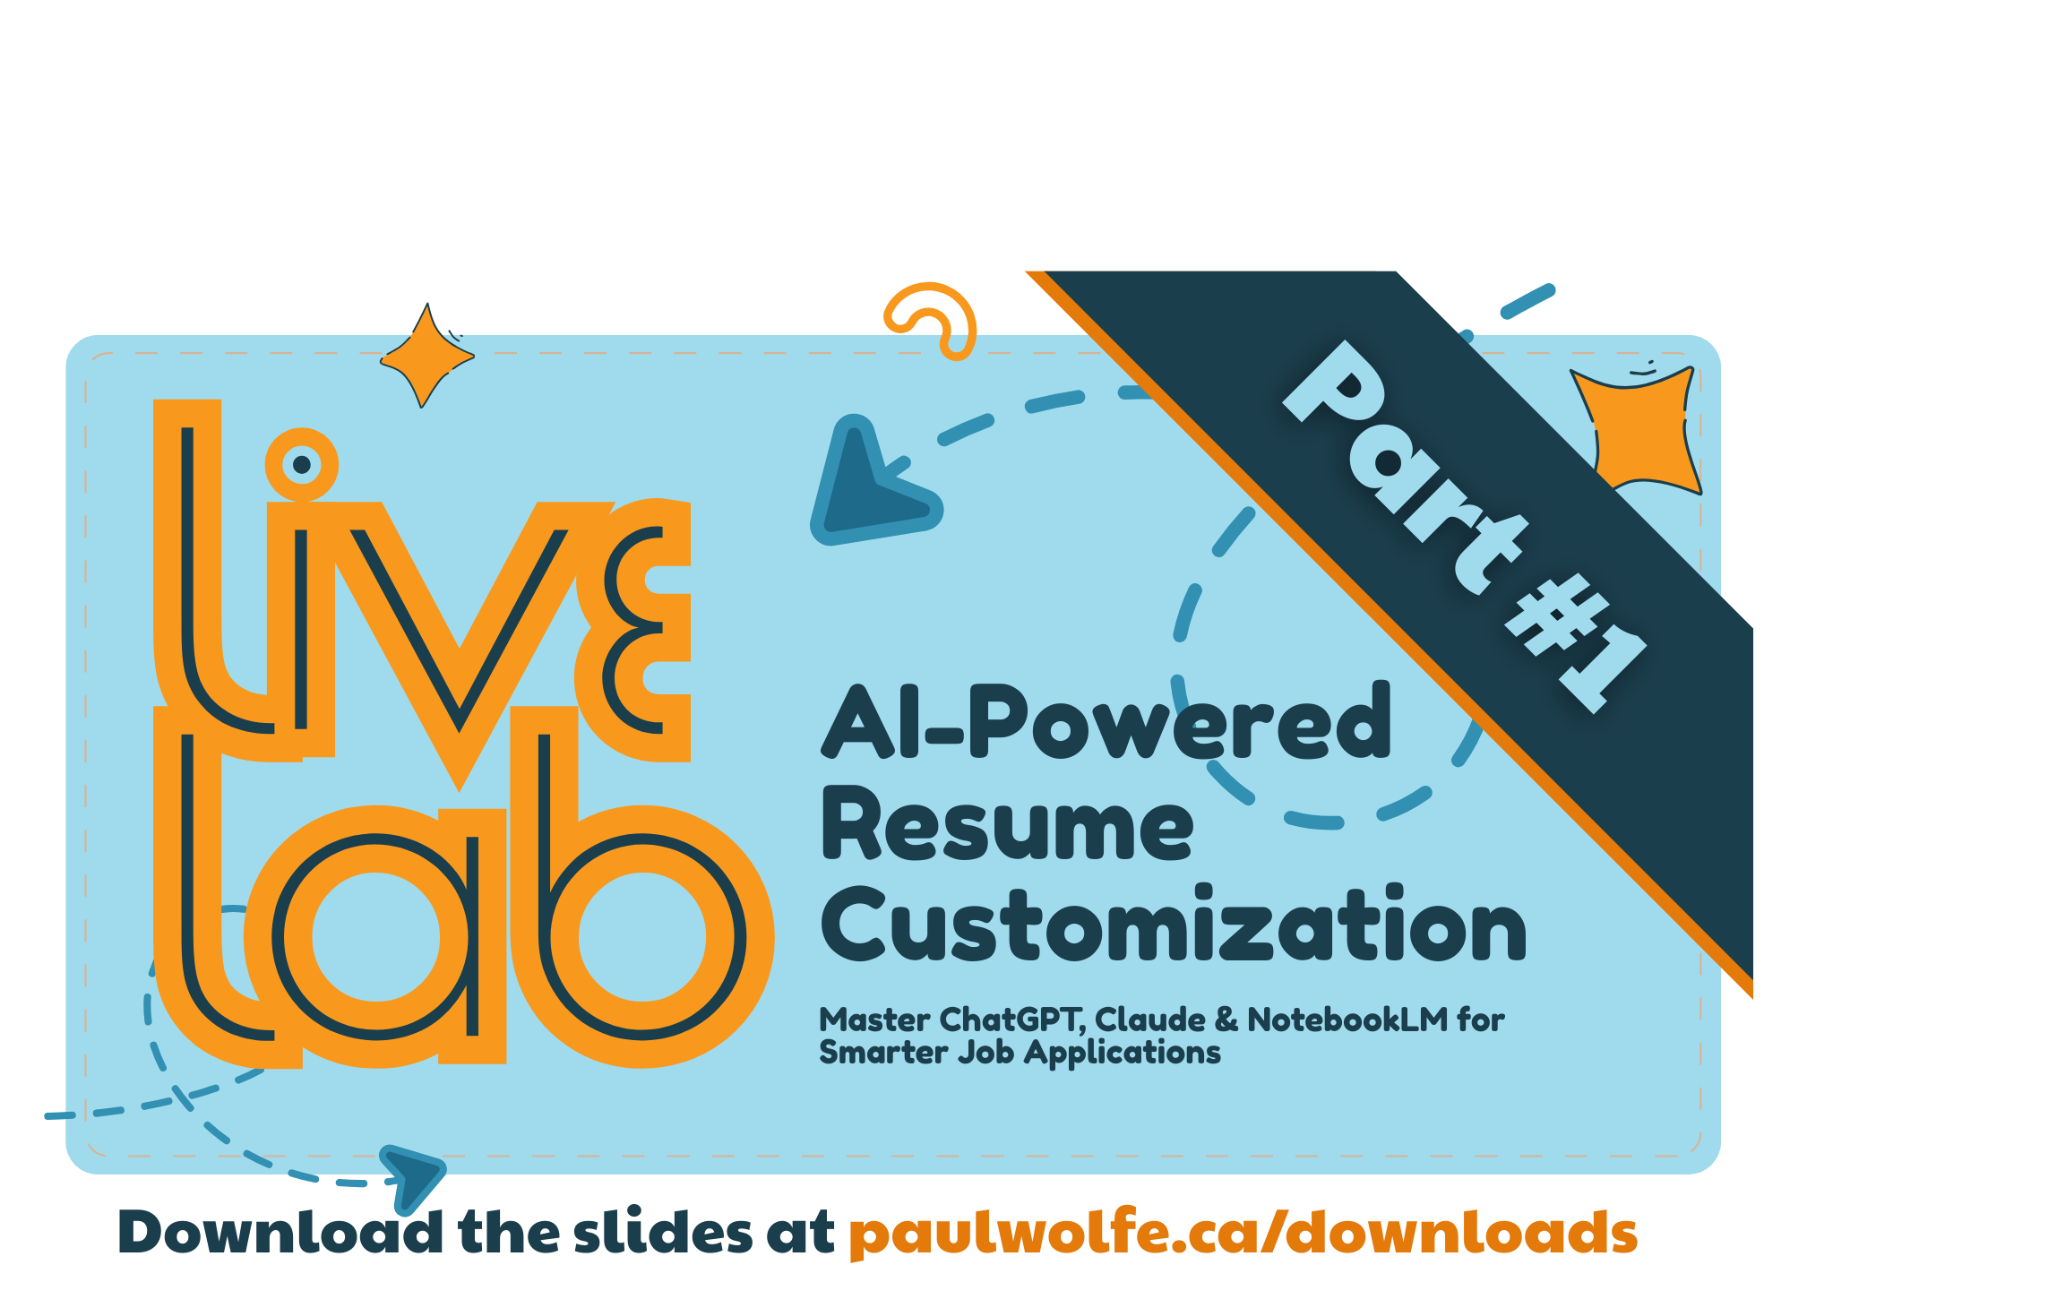 Live
Lab
Part #1
AI-Powered
Resume
Customization
Master ChatGPT, Claude & NotebookLM for
Smarter Job Applications
Download the slides at paulwolfe.ca/downloads